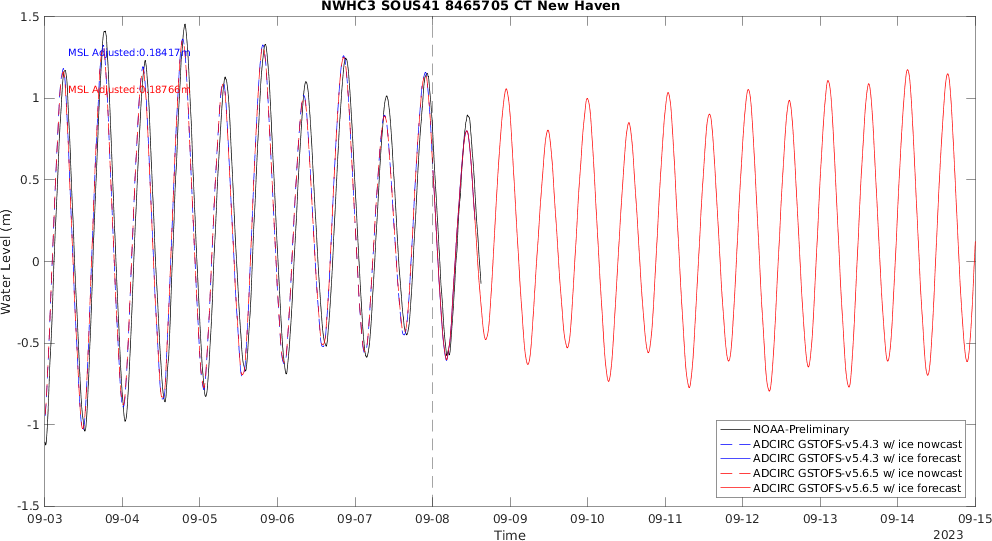 NWHC3 SOUS41 8465705 CT New Haven
MSL Adjusted:0.18417m
MSL Adjusted:0.18766m
Water Level (m)
1.5
1
0.5
0
-0.5
-1
-1.5
NOAA-Preliminary
ADCIRC GSTOFS-v5.4.3 w/ ice nowcast
ADCIRC GSTOFS-v5.4.3 w/ ice forecast
ADCIRC GSTOFS-v5.6.5 w/ ice nowcast
ADCIRC GSTOFS-v5.6.5 w/ ice forecast
09-03 09-04 09-05 09-06 09-07 09-08 09-09 09-10 09-11 09-12 09-13 09-14 09-15
Time
2023